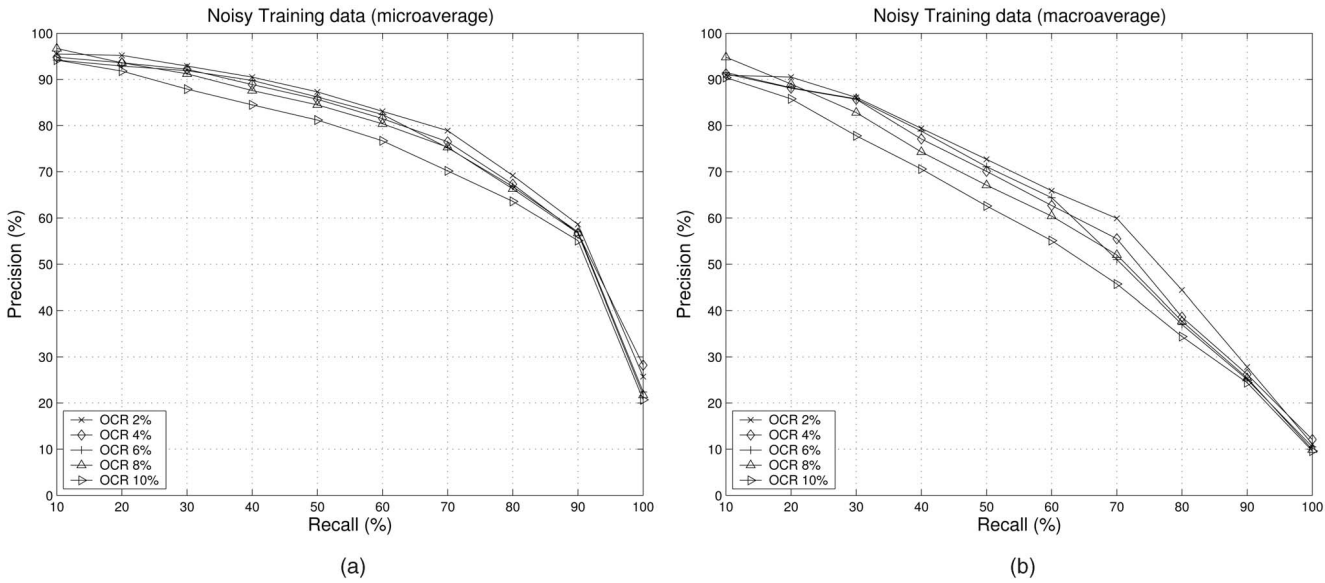 Noisy Training data (microaverage)
100
90
80
70
60
50
40
30
20
10
0
Precision (%)
OCR 2%
OCR 4%
OCR 6%
OCR 8%
OCR 10%
10 20 30 40 50 60 70 80 90 100
Recall (%)
(a)
Noisy Training data (macroaverage)
100
90
80
70
60
50
40
30
20
10
0
Precision (%)
OCR 2%
OCR 4%
OCR 6%
OCR 8%
OCR 10%
10 20 30 40 50 60 70 80 90 100
Recall (%)
(b)